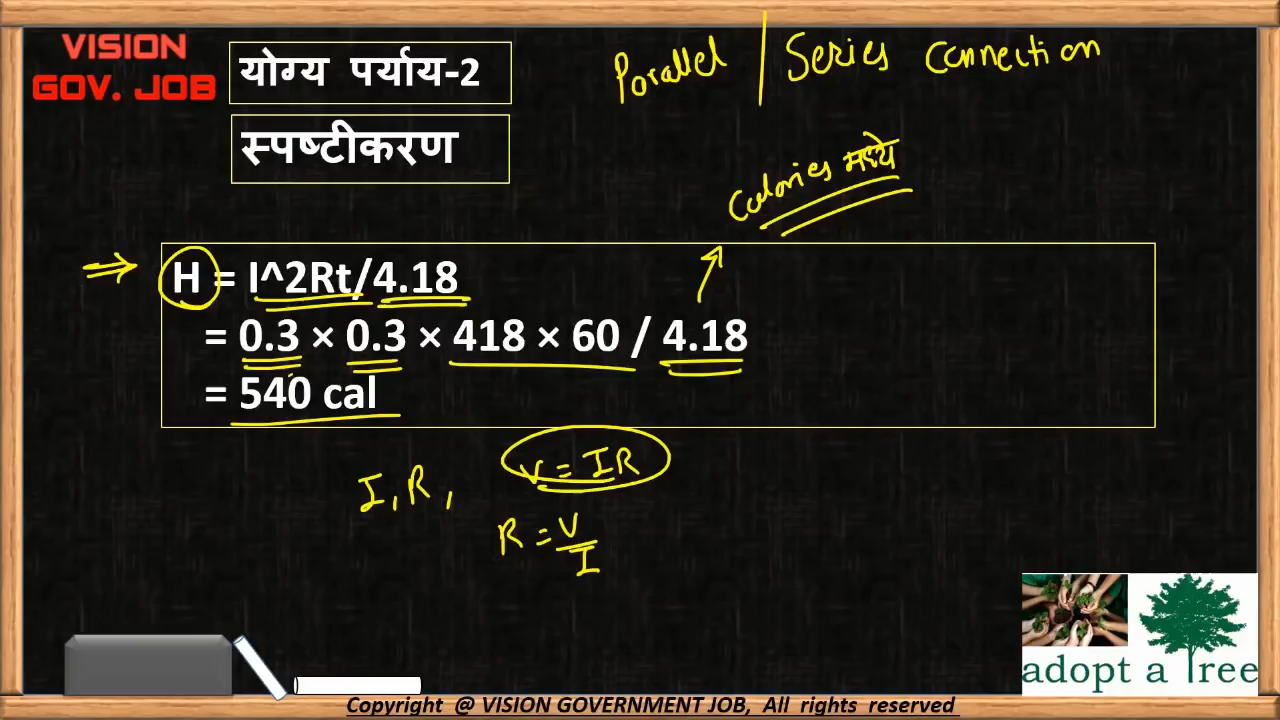 VISION
GOV. JOB
योग्य पर्याय-2
Parallel | Series connection
स्पष्टीकरण
Calories मध्ये
⇒ H = I^2Rt/4.18
= 0.3 × 0.3 × 418 × 60 / 4.18
= 540 cal
I, R,
V = IR
R = V/I
adopt a Tree
Copyright @ VISION GOVERNMENT JOB, All rights reserved